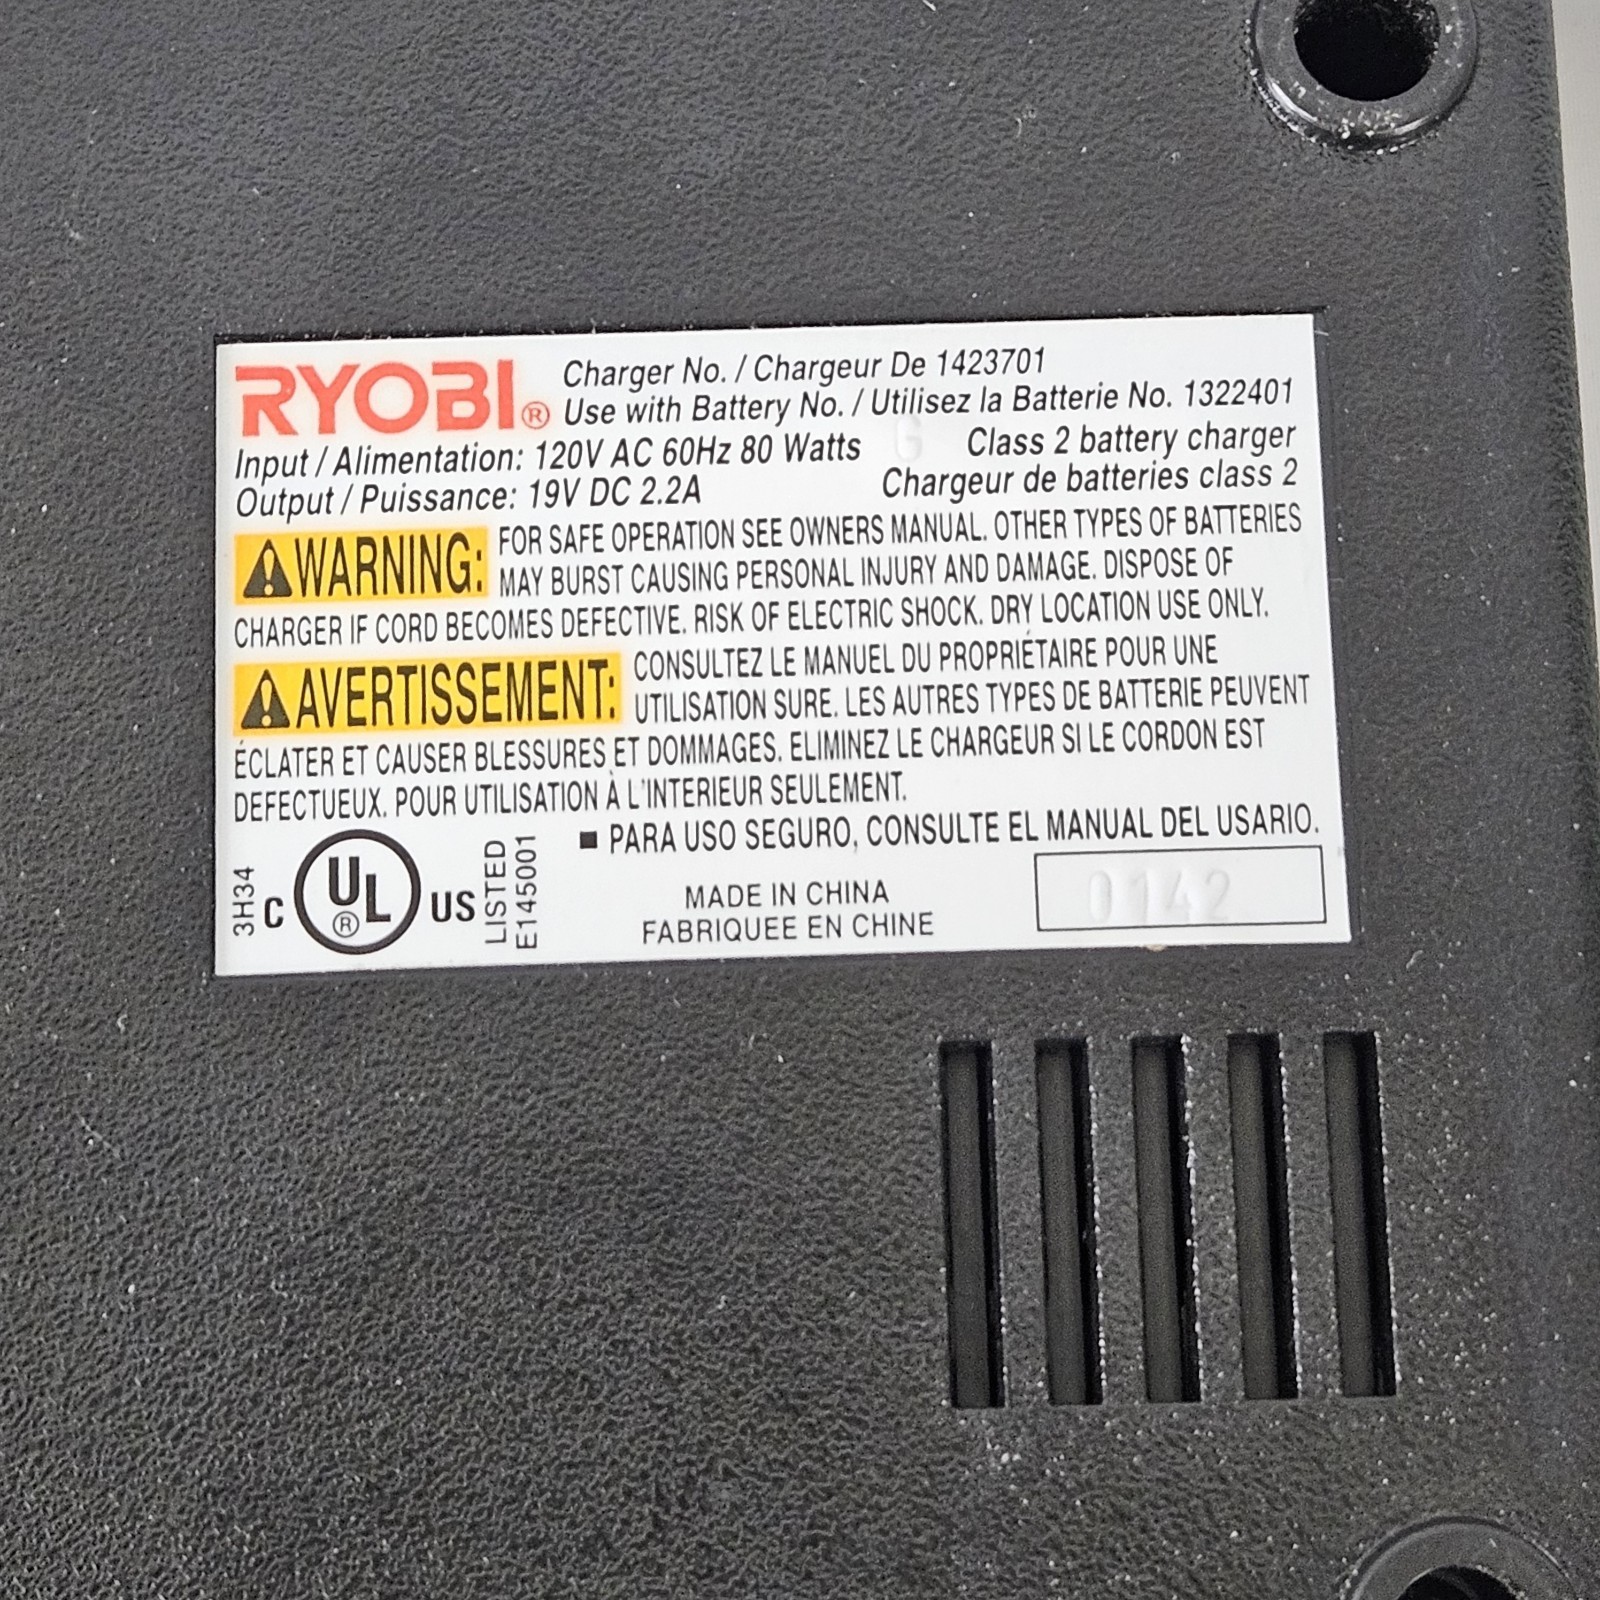 RYOBI®
Charger No. / Chargeur De 1423701
Use with Battery No. / Utilisez la Batterie No. 1322401
Input / Alimentation: 120V AC 60Hz 80 Watts G Class 2 battery charger
Output / Puissance: 19V DC 2.2A Chargeur de batteries class 2
WARNING: FOR SAFE OPERATION SEE OWNERS MANUAL. OTHER TYPES OF BATTERIES
MAY BURST CAUSING PERSONAL INJURY AND DAMAGE. DISPOSE OF
CHARGER IF CORD BECOMES DEFECTIVE. RISK OF ELECTRIC SHOCK. DRY LOCATION USE ONLY.
AVERTISSEMENT: CONSULTEZ LE MANUEL DU PROPRIÉTAIRE POUR UNE
UTILISATION SURE. LES AUTRES TYPES DE BATTERIE PEUVENT
ÉCLATER ET CAUSER BLESSURES ET DOMMAGES. ELIMINEZ LE CHARGEUR SI LE CORDON EST
DEFECTUEUX. POUR UTILISATION À L'INTERIEUR SEULEMENT.
■ PARA USO SEGURO, CONSULTE EL MANUAL DEL USARIO.
3H34
C UL® US
LISTED
E145001
MADE IN CHINA
FABRIQUEE EN CHINE
0142